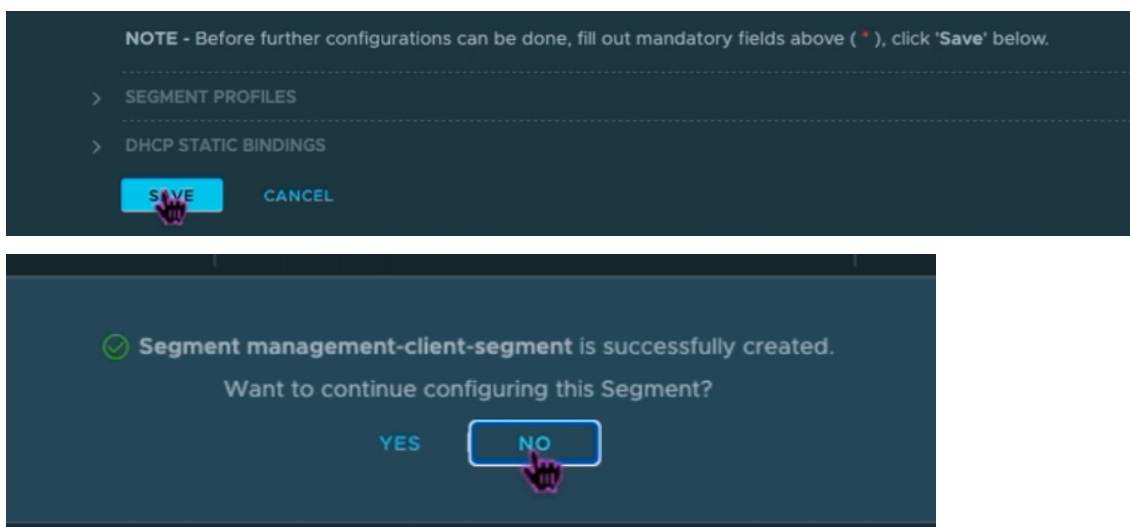 NOTE - Before further configurations can be done, fill out mandatory fields above ( * ), click 'Save' below.
SEGMENT PROFILES
DHCP STATIC BINDINGS
SAVE CANCEL
Segment management-client-segment is successfully created.
Want to continue configuring this Segment?
YES NO